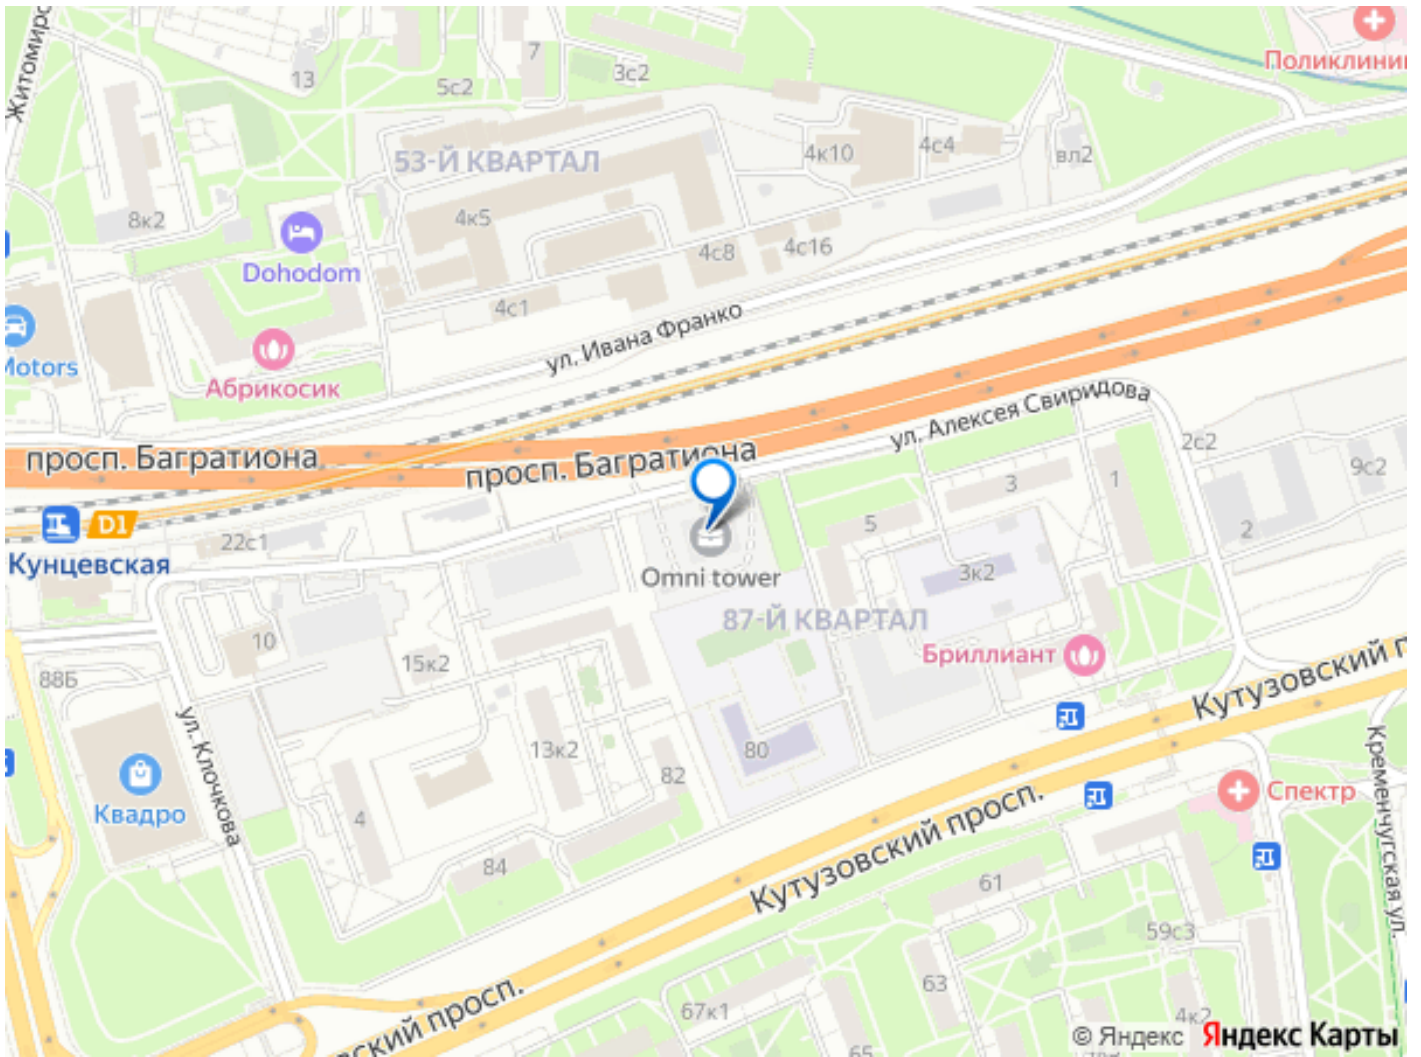 Житомирс
13
7
5с2
3с2
Поликлини
53-Й КВАРТАЛ
4к10
4с4
вл2
8к2
4к5
Dohodom
4с8
4с16
4с1
Motors
Абрикосик
ул. Ивана Франко
просп. Багратиона
просп. Багратиона
ул. Алексея Свиридова
2с2
9с2
3
1
5
2
D1
Кунцевская
22с1
Omni tower
3к2
87-Й КВАРТАЛ
10
15к2
Бриллиант
88Б
Кутузовский п
ул. Клочкова
13к2
80
82
Квадро
4
84
Кутузовский просп.
Спектр
Кременчугская ул.
61
59с3
63
67к1
4к2
65
вский просп.
© Яндекс Яндекс Карты